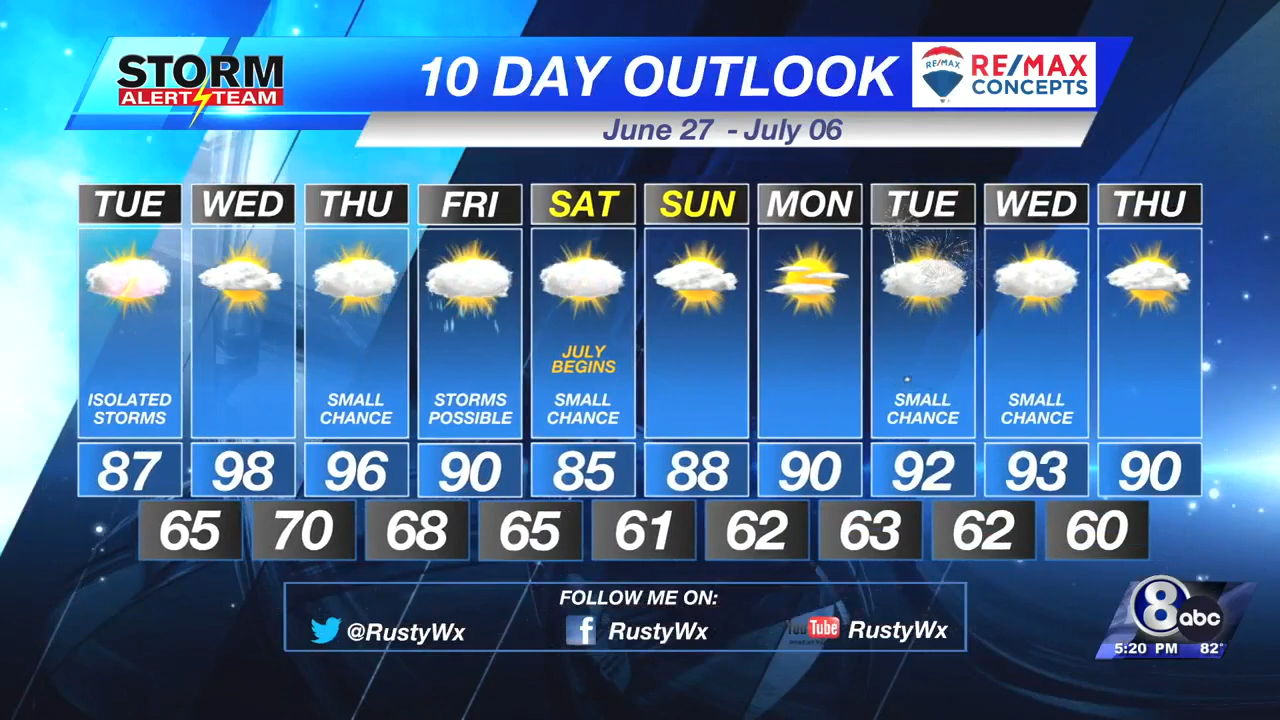 STORM
ALERT TEAM
10 DAY OUTLOOK
RE/MAX
RE/MAX
CONCEPTS
June 27 - July 06
TUE WED THU FRI SAT SUN MON TUE WED THU
JULY
BEGINS
ISOLATED
STORMS
SMALL
CHANCE
STORMS
POSSIBLE
SMALL
CHANCE
SMALL
CHANCE
SMALL
CHANCE
87 98 96 90 85 88 90 92 93 90
65 70 68 65 61 62 63 62 60
FOLLOW ME ON:
@RustyWx
f RustyWx
You Tube RustyWx
8 abc
5:20 PM 82°